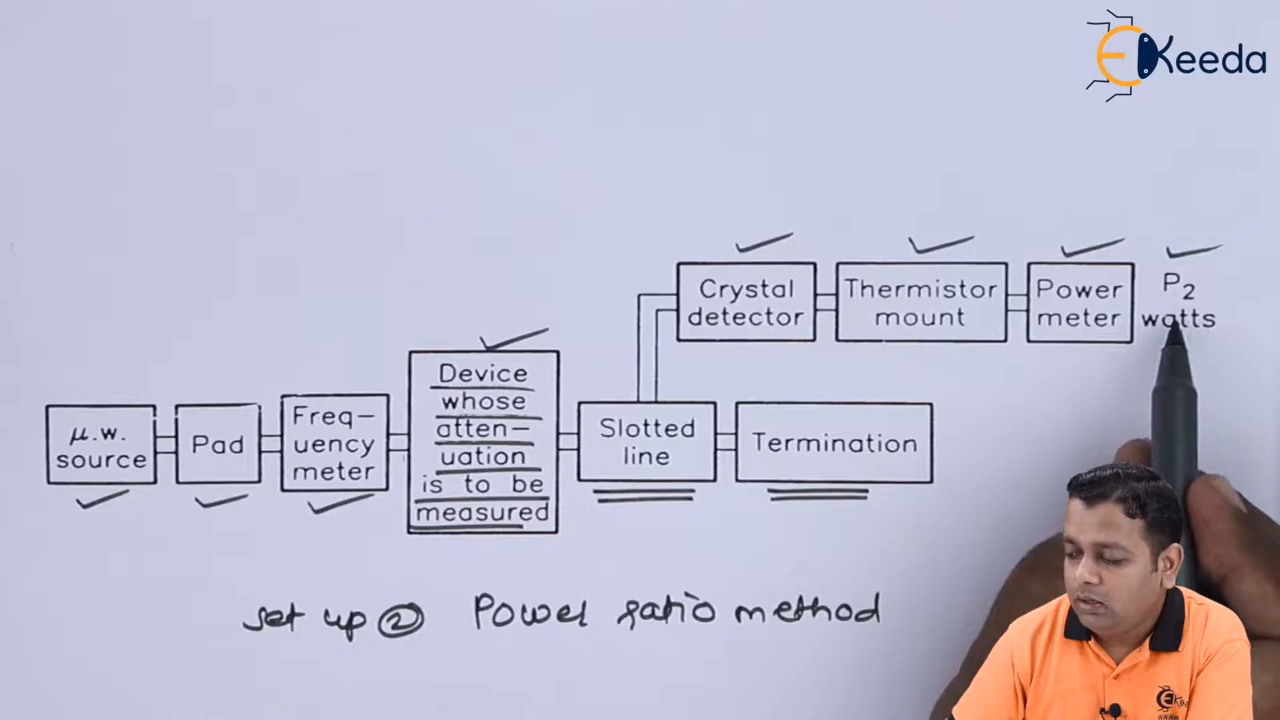 EKeeda
Crystal
detector
Thermistor
mount
Power
meter
P2
watts
μ.w.
source
Pad
Freq-
uency
meter
Device
whose
atten-
uation
is to be
measured
Slotted
line
Termination
set up 2 Power ratio method